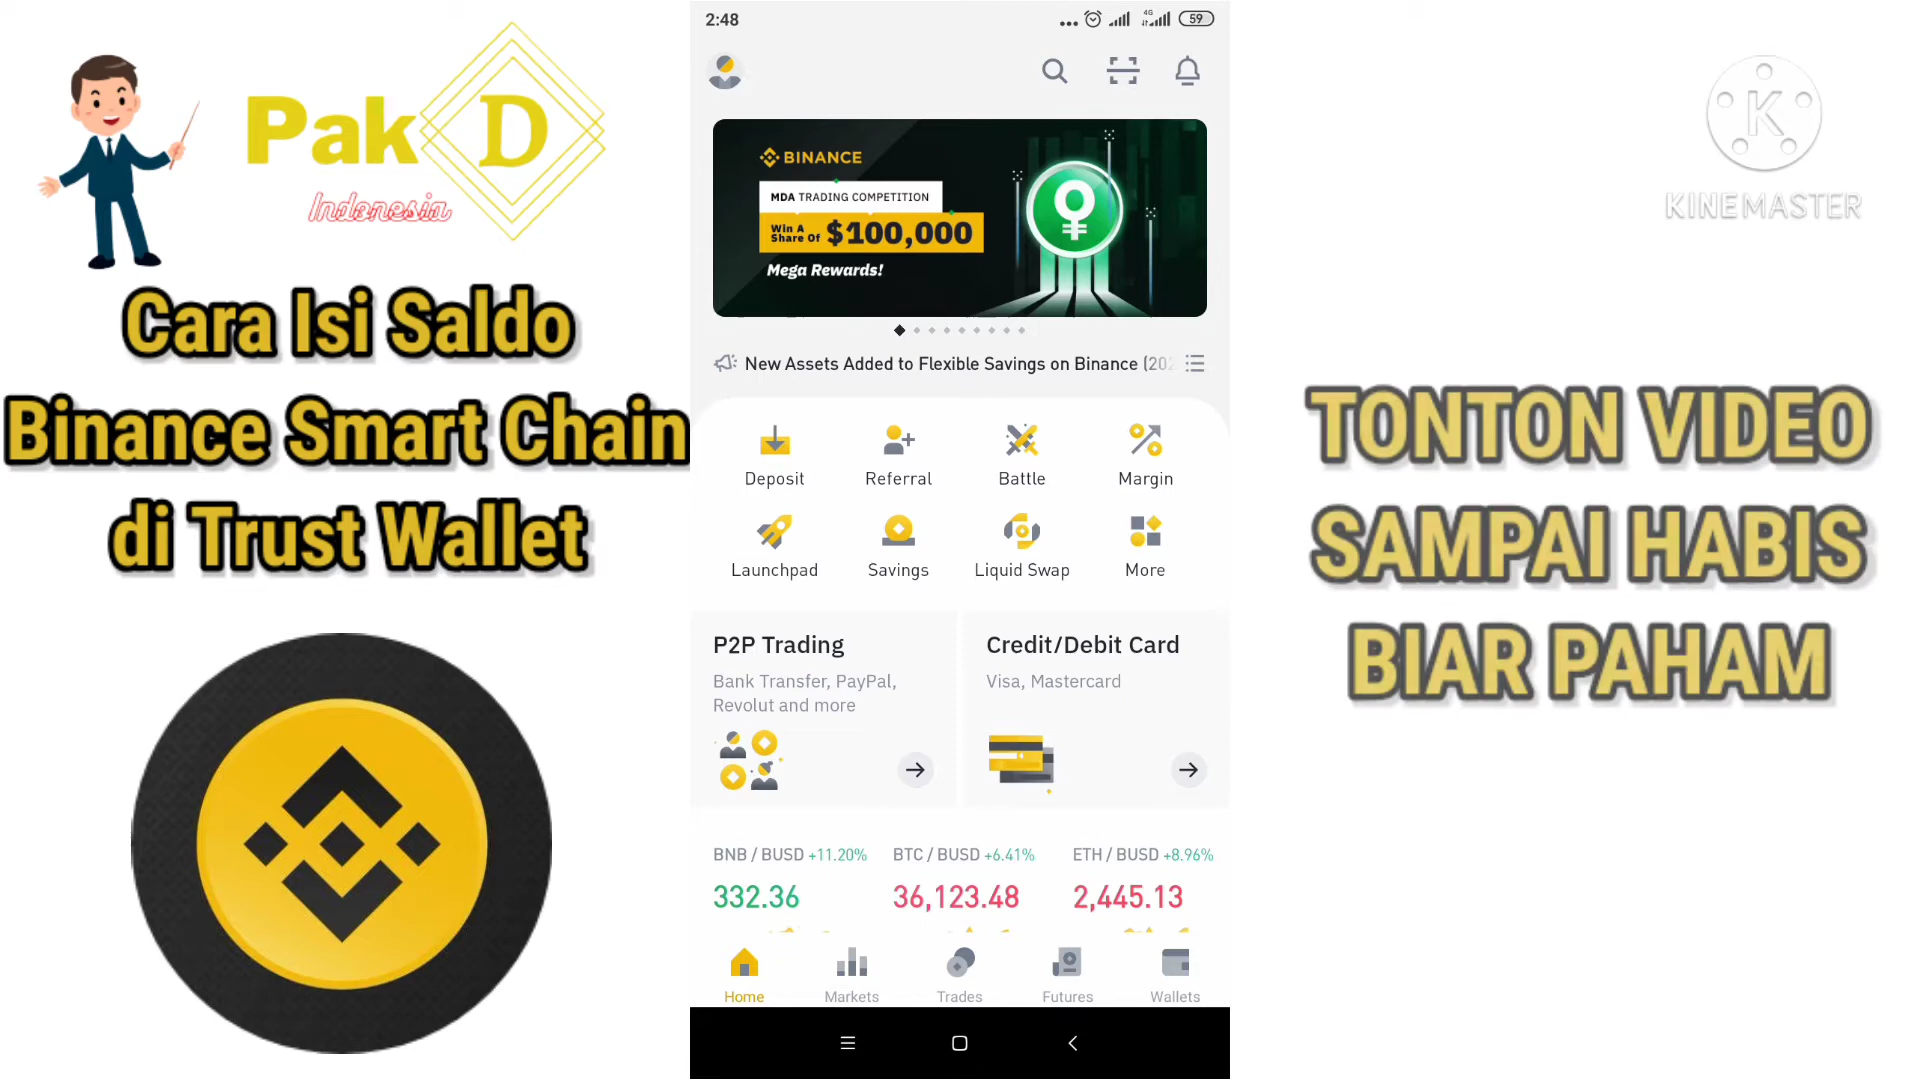 Pak D
Indonesia
Cara Isi Saldo
Binance Smart Chain
di Trust Wallet
2:48
4G
59
BINANCE
MDA TRADING COMPETITION
Win A
Share Of $100,000
Mega Rewards!
New Assets Added to Flexible Savings on Binance (202
Deposit
Referral
Battle
Margin
Launchpad
Savings
Liquid Swap
More
P2P Trading
Bank Transfer, PayPal,
Revolut and more
Credit/Debit Card
Visa, Mastercard
BNB / BUSD +11.20%
332.36
BTC / BUSD +6.41%
36,123.48
ETH / BUSD +8.96%
2,445.13
Home
Markets
Trades
Futures
Wallets
K
KINEMASTER
TONTON VIDEO
SAMPAI HABIS
BIAR PAHAM